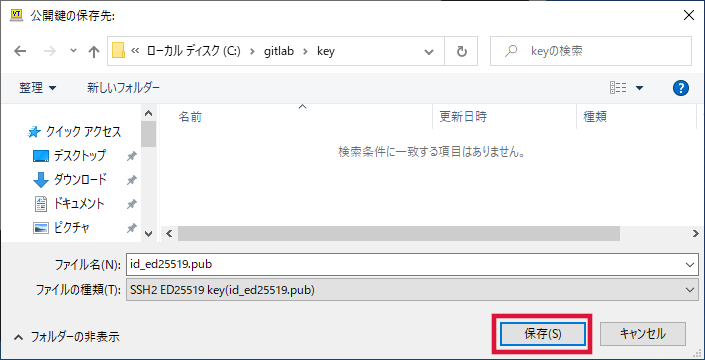 VT 公開鍵の保存先:
« ローカル ディスク (C:) › gitlab › key
keyの検索
整理 新しいフォルダー ?
名前 更新日時 種類
検索条件に一致する項目はありません。
クイック アクセス
デスクトップ
ダウンロード
ドキュメント
ピクチャ
ファイル名(N): id_ed25519.pub
ファイルの種類(T): SSH2 ED25519 key(id_ed25519.pub)
フォルダーの非表示 保存(S) キャンセル